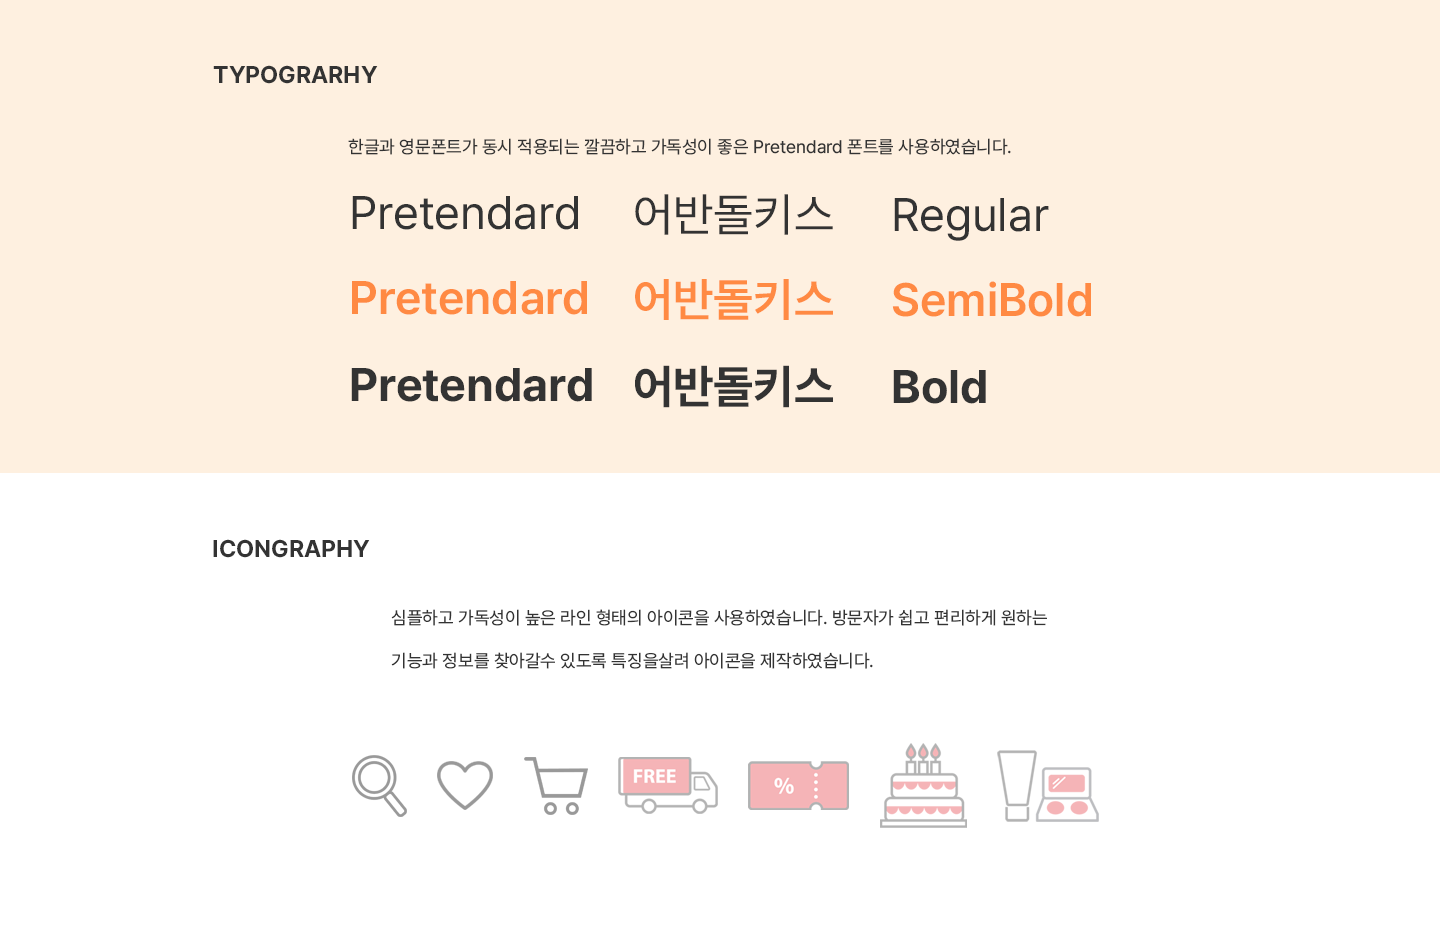 TYPOGRARHY
한글과 영문폰트가 동시 적용되는 깔끔하고 가독성이 좋은 Pretendard 폰트를 사용하였습니다.
Pretendard 어반돌키스 Regular
Pretendard 어반돌키스 SemiBold
Pretendard 어반돌키스 Bold
ICONGRAPHY
심플하고 가독성이 높은 라인 형태의 아이콘을 사용하였습니다. 방문자가 쉽고 편리하게 원하는
기능과 정보를 찾아갈수 있도록 특징을살려 아이콘을 제작하였습니다.
FREE %